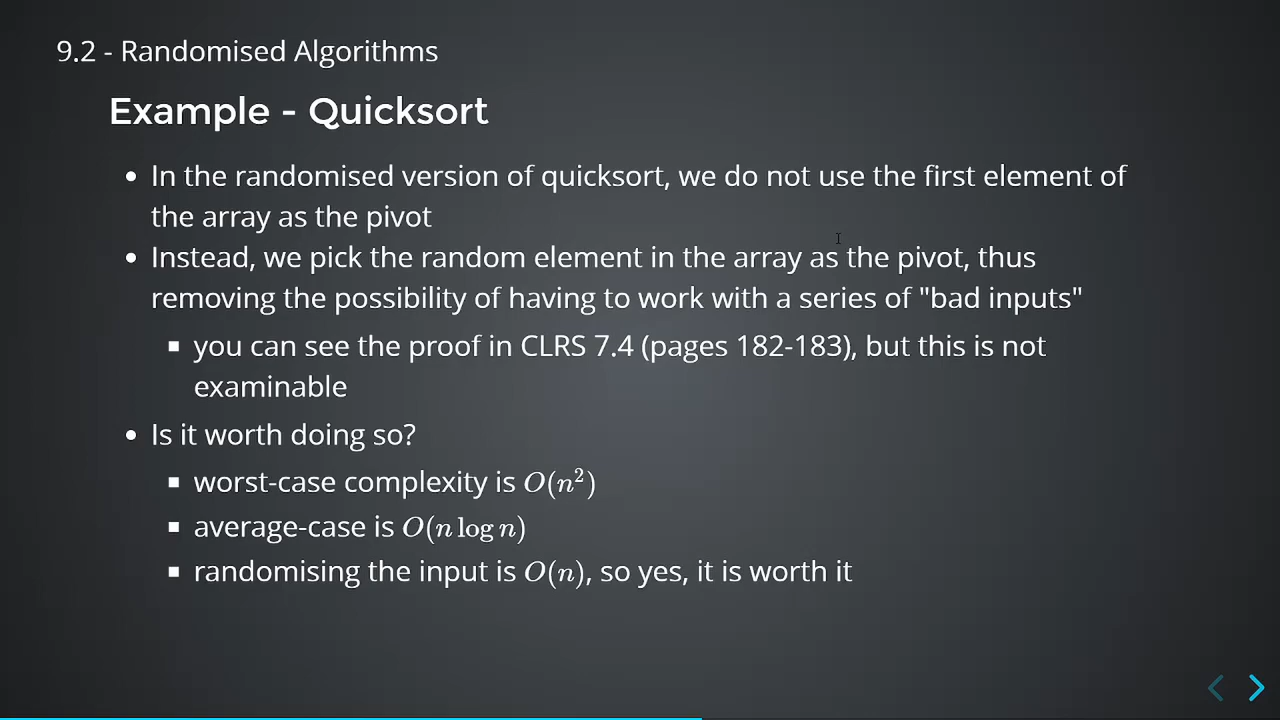 9.2 - Randomised Algorithms
Example - Quicksort
• In the randomised version of quicksort, we do not use the first element of
the array as the pivot
• Instead, we pick the random element in the array as the pivot, thus
removing the possibility of having to work with a series of "bad inputs"
▪ you can see the proof in CLRS 7.4 (pages 182-183), but this is not
examinable
• Is it worth doing so?
▪ worst-case complexity is O(n²)
▪ average-case is O(n log n)
▪ randomising the input is O(n), so yes, it is worth it